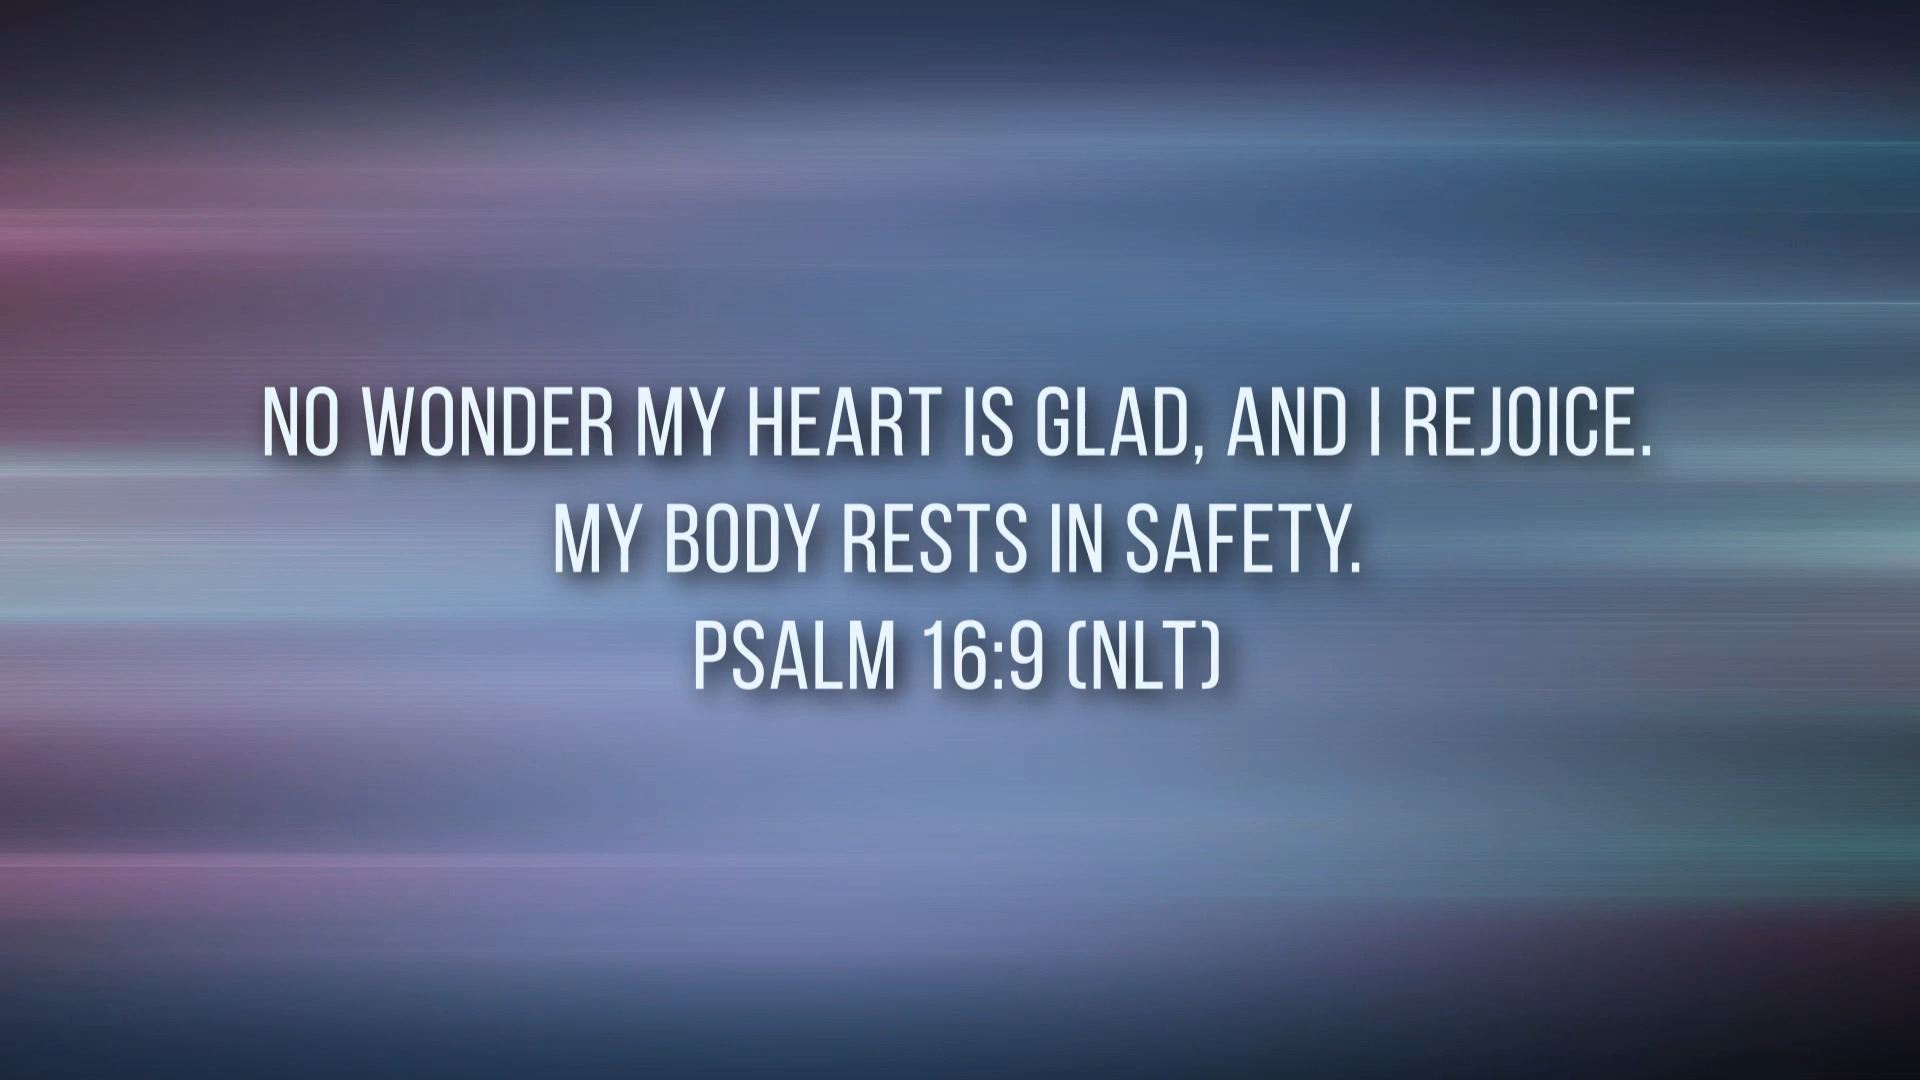 NO WONDER MY HEART IS GLAD, AND I REJOICE.
MY BODY RESTS IN SAFETY.
PSALM 16:9 (NLT)